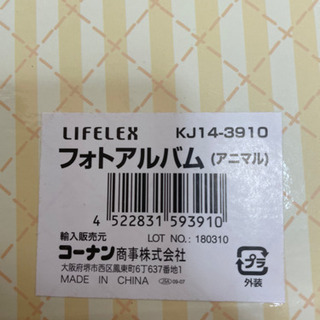 LIFELEX KJ14-3910
フォトアルバム (アニマル)
4 522831 593910
輸入販売元 LOT NO.: 180310
コーナン商事株式会社
大阪府堺市西区鳳東町6丁637番地1
MADE IN CHINA 09-07
プラ
外装